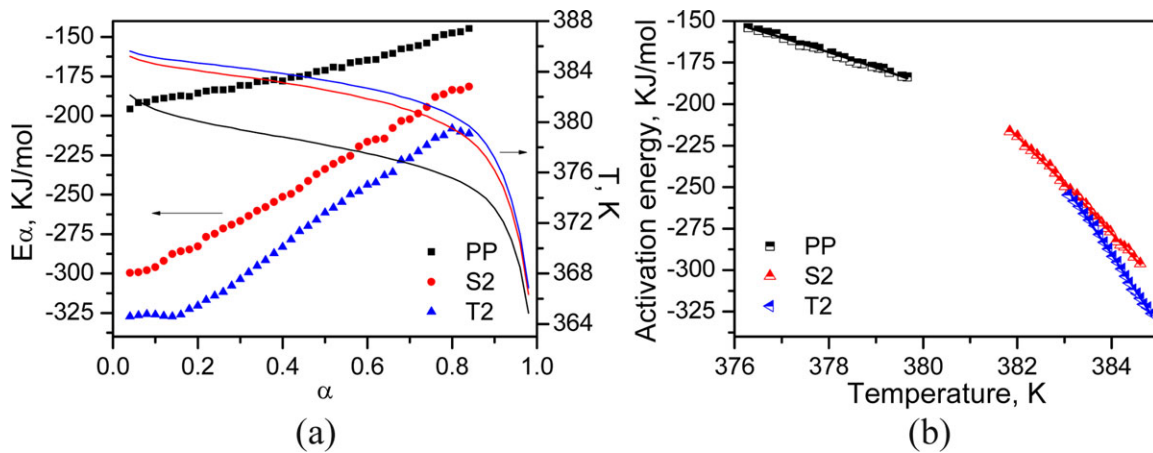 -150
-175
-200
-225
-250
-275
-300
-325
Eα, KJ/mol
0.0
0.2
0.4
0.6
0.8
1.0
α
388
384
380
376
372
368
364
T, K
PP
S2
T2
(a)
-150
-175
-200
-225
-250
-275
-300
-325
Activation energy, KJ/mol
376
378
380
382
384
Temperature, K
PP
S2
T2
(b)